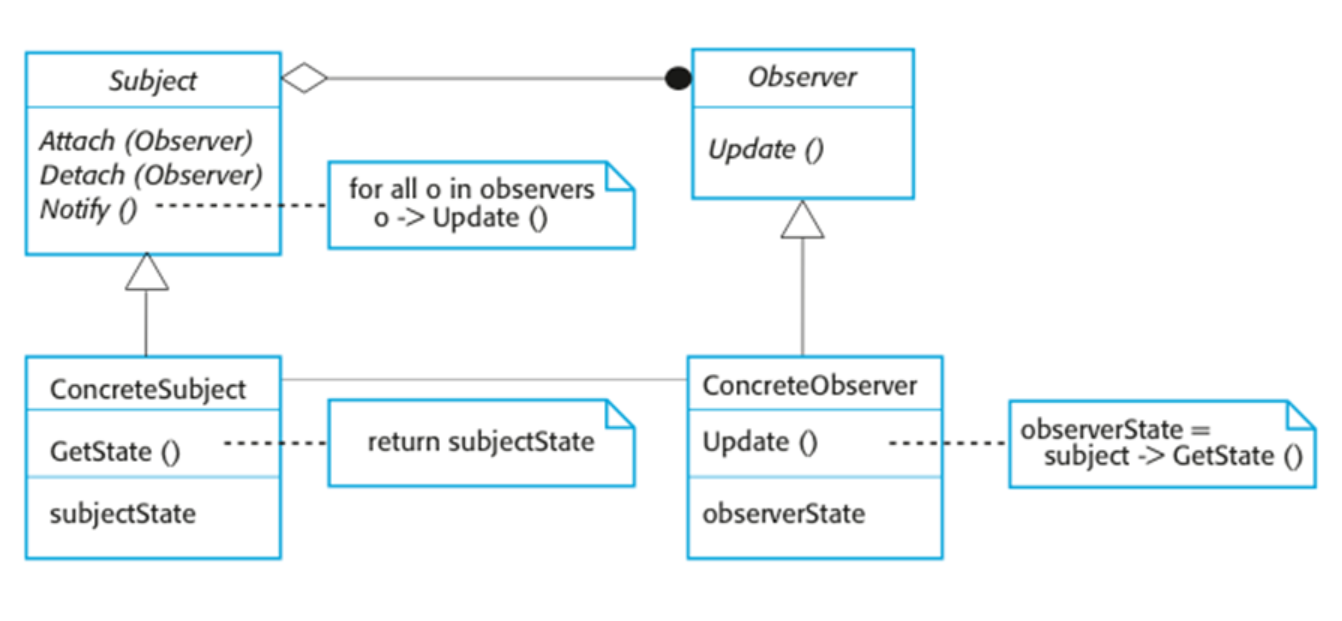 Subject
Attach (Observer)
Detach (Observer)
Notify ()
for all o in observers
o -> Update ()
Observer
Update ()
ConcreteSubject
GetState ()
subjectState
return subjectState
ConcreteObserver
Update ()
observerState
observerState =
subject -> GetState ()